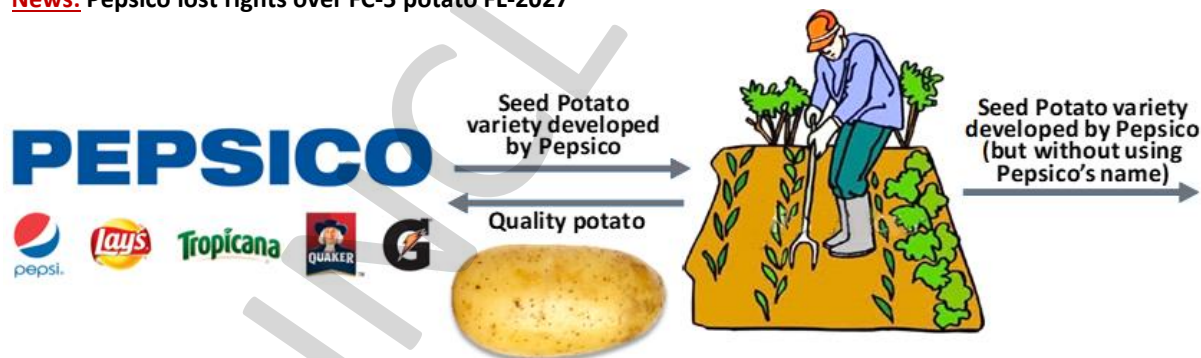 News: Pepsico lost rights over FC-5 potato FL-2027
Seed Potato
variety developed
by Pepsico
PEPSICO
Quality potato
pepsi.
Lay's
Tropicana
QUAKER
G
Seed Potato variety
developed by Pepsico
(but without using
Pepsico's name)